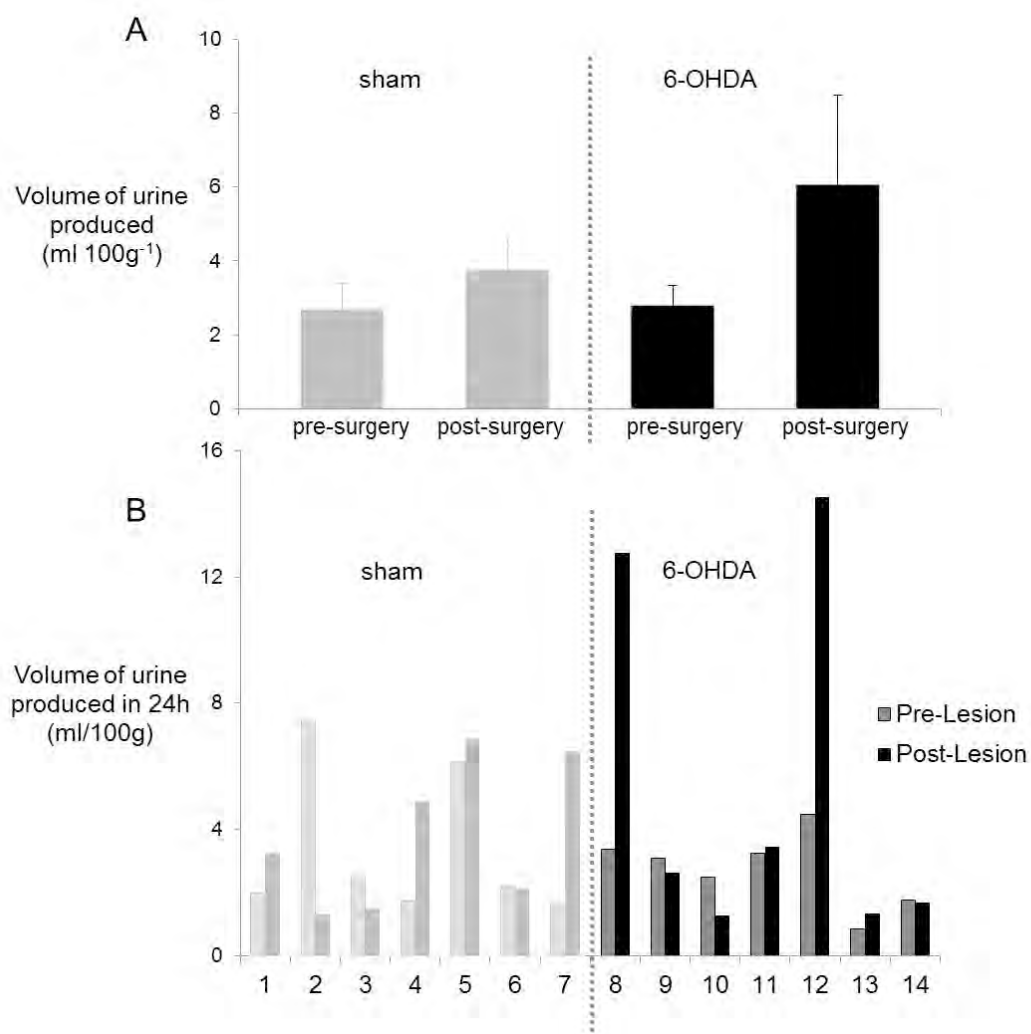 A
10
8
6
4
2
0
sham
6-OHDA
Volume of urine
produced
(ml 100g⁻¹)
pre-surgery
post-surgery
pre-surgery
post-surgery
B
16
12
8
4
0
sham
6-OHDA
Volume of urine
produced in 24h
(ml/100g)
Pre-Lesion
Post-Lesion
1 2 3 4 5 6 7 8 9 10 11 12 13 14